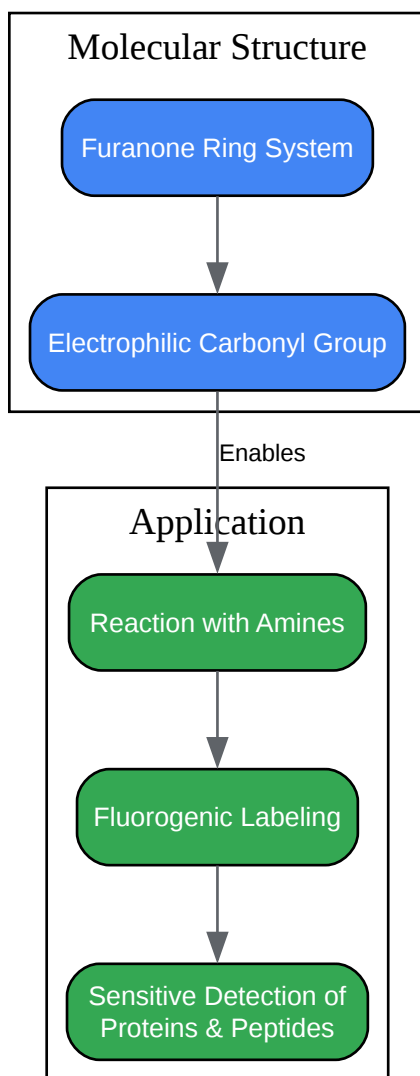 Molecular Structure
Furanone Ring System
Electrophilic Carbonyl Group
Enables
Application
Reaction with Amines
Fluorogenic Labeling
Sensitive Detection of
Proteins & Peptides